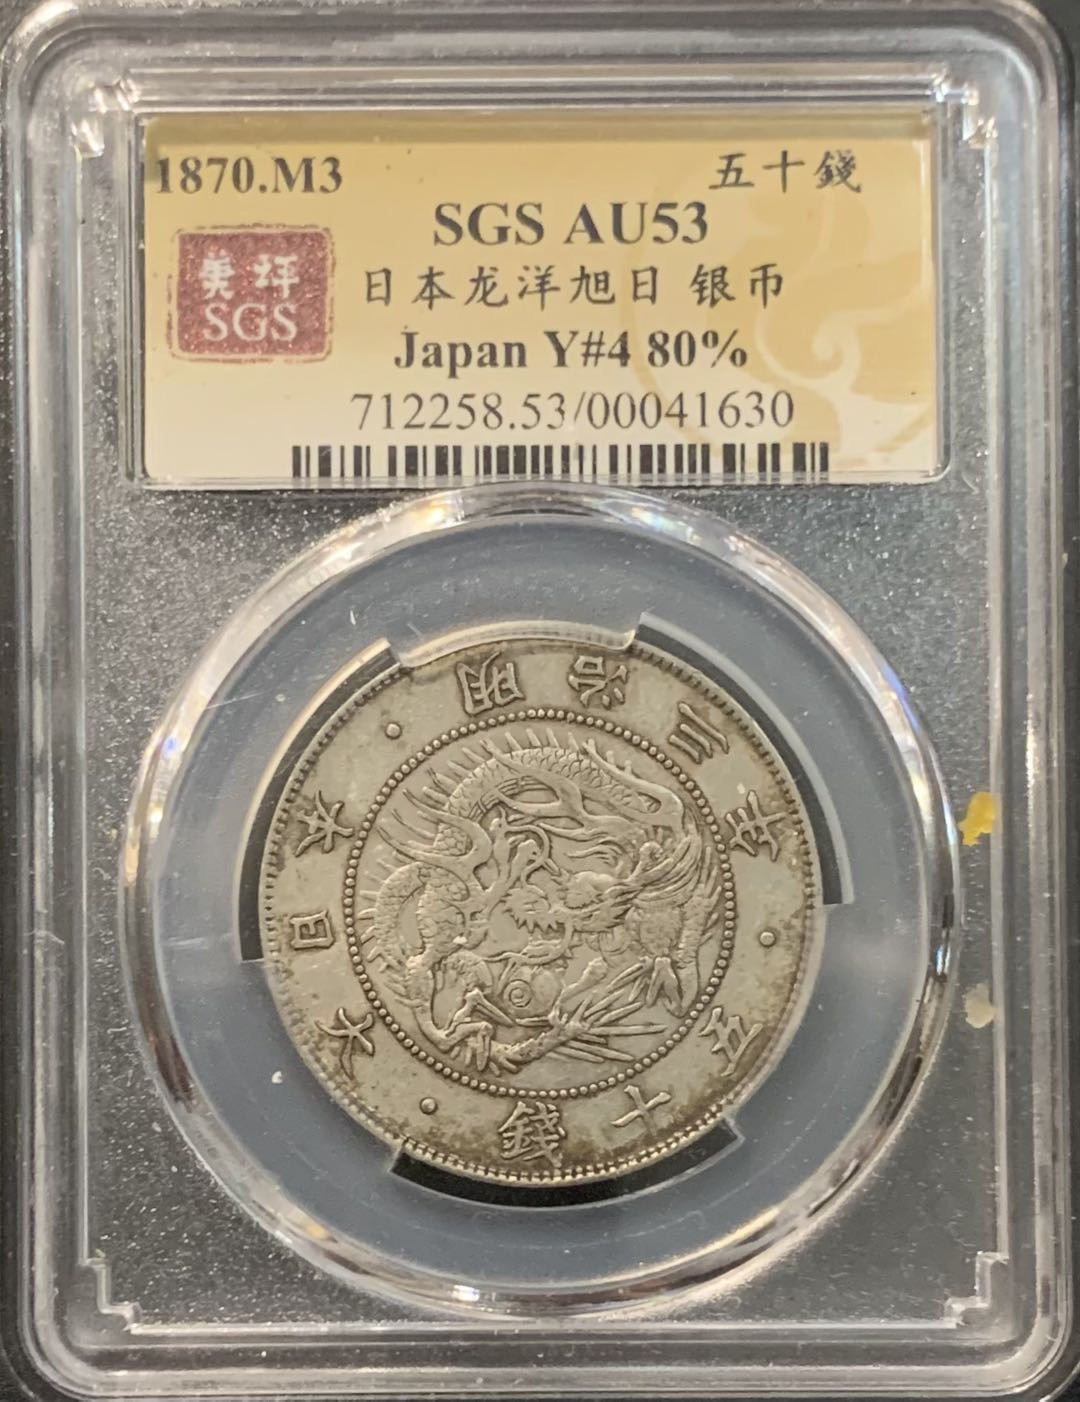 1870.M3 五十錢
SGS AU53
美评
SGS
日本龙洋旭日 银币
Japan Y#4 80%
712258.53/00041630
大日本・明治三年・五十錢・